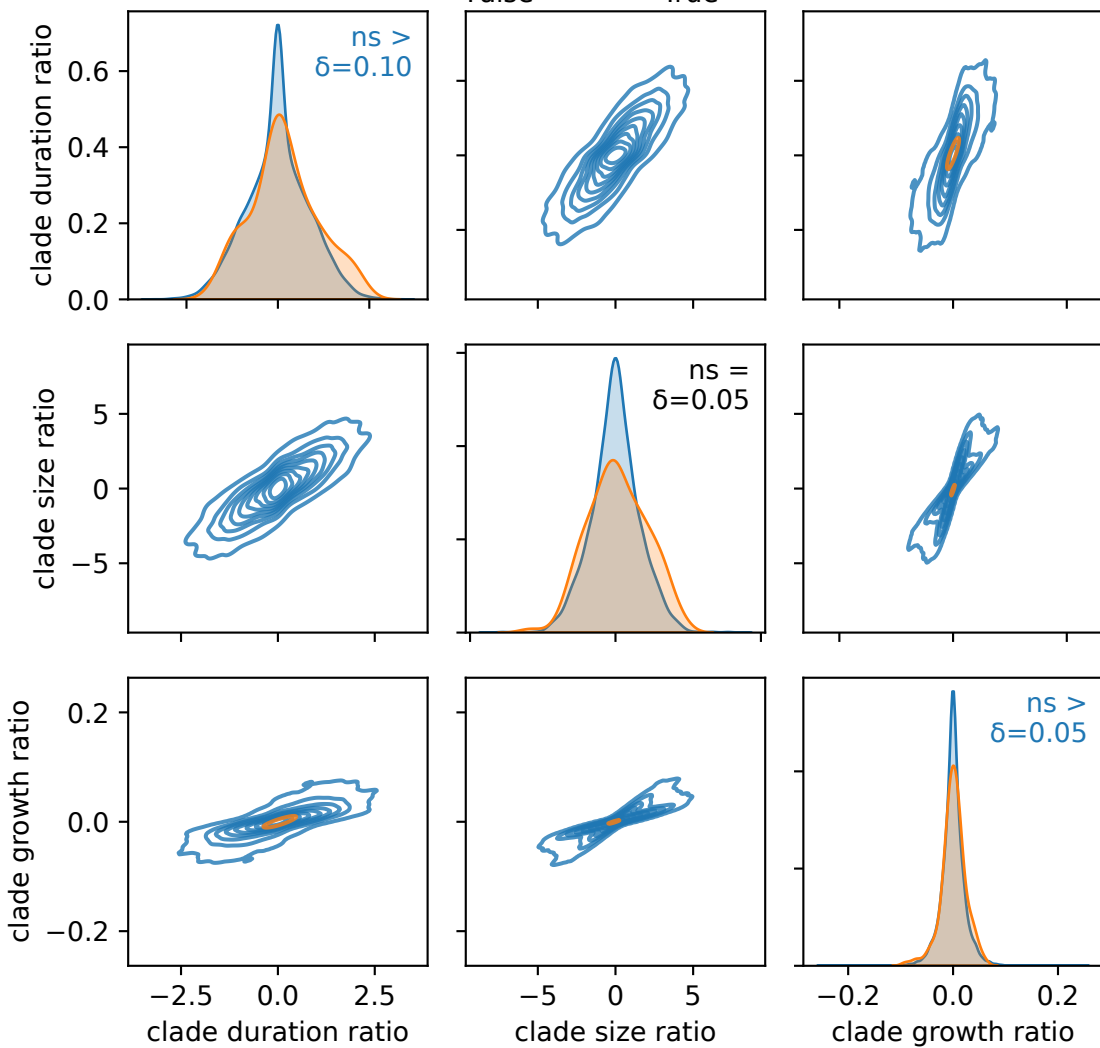 clade duration ratio
0.6
0.4
0.2
0.0
ns >
δ=0.10
clade size ratio
5
0
−5
ns =
δ=0.05
clade growth ratio
0.2
0.0
−0.2
ns >
δ=0.05
−2.5 0.0 2.5
−5 0 5
−0.2 0.0 0.2
clade duration ratio
clade size ratio
clade growth ratio